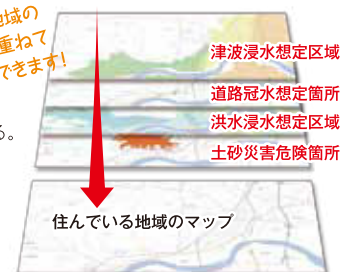 地域の
重ねて
できます!
る。
津波浸水想定区域
道路冠水想定箇所
洪水浸水想定区域
土砂災害危険箇所
住んでいる地域のマップ